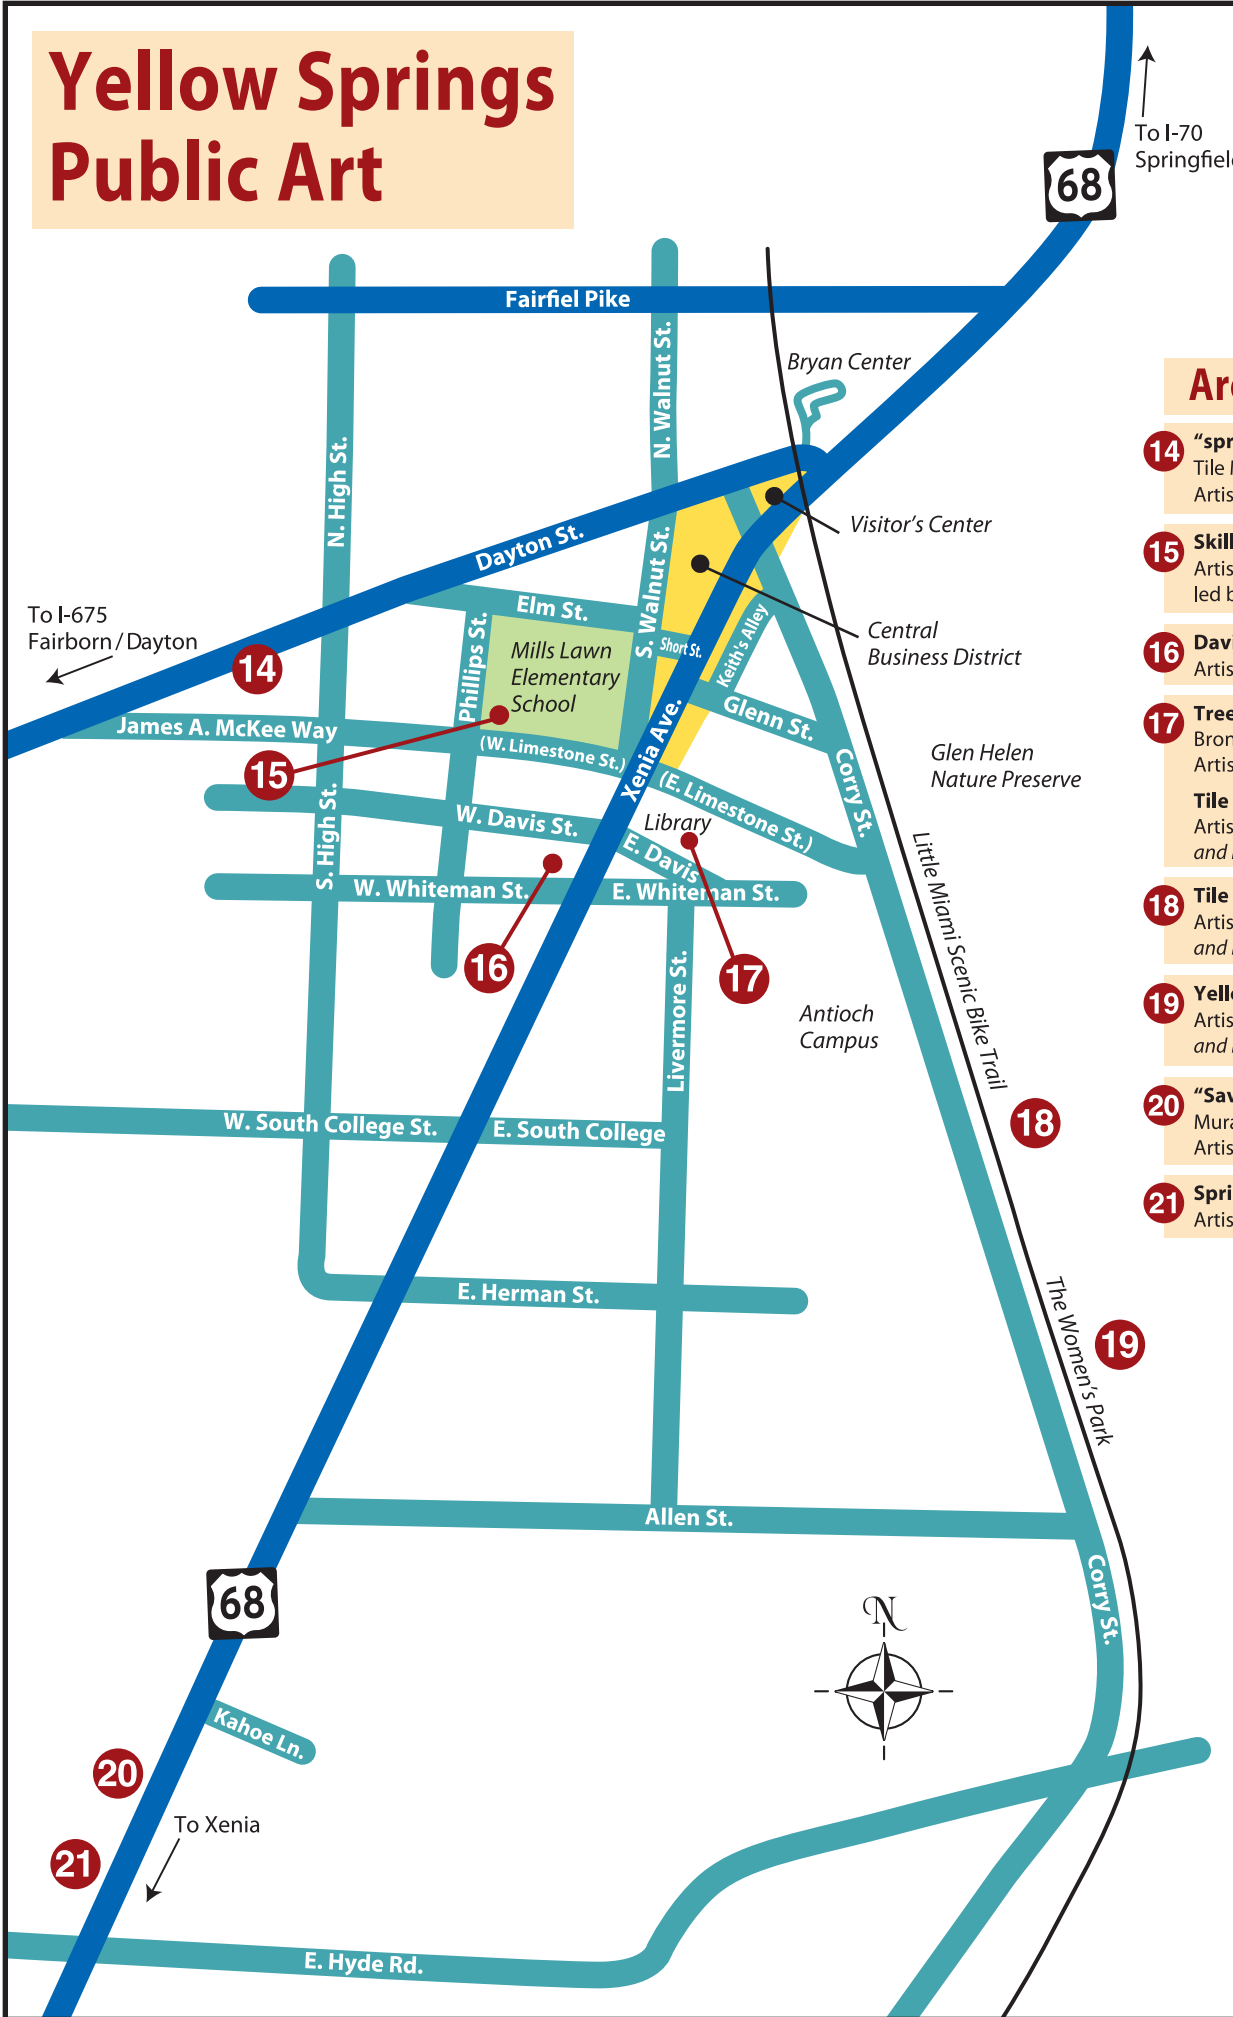 Yellow Springs
Public Art
To I-70
Springfiel
68
Fairfiel Pike
Bryan Center
N. Walnut St.
N. High St.
Dayton St.
Visitor's Center
Elm St.
S. Walnut St.
Short St.
Keith's Alley
Central
Business District
To I-675
Fairborn / Dayton
14
Phillips St.
Mills Lawn
Elementary
School
James A. McKee Way
(W. Limestone St.)
Xenia Ave.
Glenn St.
Corry St.
Glen Helen
Nature Preserve
15
(E. Limestone St.)
S. High St.
W. Davis St.
Library
E. Davis
W. Whiteman St.
E. Whiteman St.
Little Miami Scenic Bike Trail
16
17
Livermore St.
Antioch
Campus
W. South College St.
E. South College
18
E. Herman St.
The Women's Park
19
Allen St.
68
Corry St.
N
Kahoe Ln.
20
To Xenia
21
E. Hyde Rd.
14
"spr
Tile
Artis
15
Skill
Artis
led b
16
Davi
Artis
17
Tree
Bron
Artis
Tile
Artis
and
18
Tile
Artis
and
19
Yell
Artis
and
20
"Sav
Mura
Artis
21
Spri
Artis